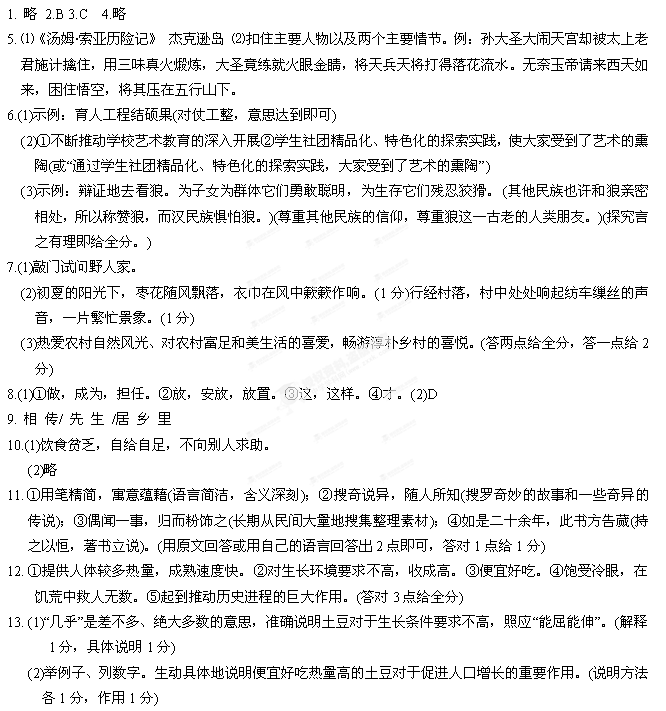 1. 略  2.B 3.C   4.略
5. ⑴《汤姆·索亚历险记》  杰克逊岛  ⑵扣住主要人物以及两个主要情节。例：孙大圣大闹天宫却被太上老
君施计擒住，用三味真火煅炼，大圣竟练就火眼金睛，将天兵天将打得落花流水。无奈玉帝请来西天如
来，困住悟空，将其压在五行山下。
6.(1)示例：育人工程结硕果(对仗工整，意思达到即可)
(2)①不断推动学校艺术教育的深入开展②学生社团精品化、特色化的探索实践，使大家受到了艺术的熏
陶(或“通过学生社团精品化、特色化的探索实践，大家受到了艺术的熏陶”)
(3)示例：辩证地去看狼。为子女为群体它们勇敢聪明，为生存它们残忍狡猾。(其他民族也许和狼亲密
相处，所以称赞狼，而汉民族惧怕狼。)(尊重其他民族的信仰，尊重狼这一古老的人类朋友。)(探究言
之有理即给全分。)
7.(1)敲门试问野人家。
(2)初夏的阳光下，枣花随风飘落，衣巾在风中簌簌作响。(1 分)行经村落，村中处处响起纺车缫丝的声
音，一片繁忙景象。(1 分)
(3)热爱农村自然风光、对农村富足和美生活的喜爱，畅游淳朴乡村的喜悦。(答两点给全分，答一点给 2
分)
8.(1)①做，成为，担任。②放，安放，放置。③这，这样。④才。(2)D
9. 相 传/ 先 生 /居 乡 里
10.(1)饮食贫乏，自给自足，不向别人求助。
(2)略
11.①用笔精简，寓意蕴藉(语言简洁，含义深刻)；②搜奇说异，随人所知(搜罗奇妙的故事和一些奇异的
传说)；③偶闻一事，归而粉饰之(长期从民间大量地搜集整理素材)；④如是二十余年，此书方告蒇(持
之以恒，著书立说)。(用原文回答或用自己的语言回答出 2 点即可，答对 1 点给 1 分)
12. ①提供人体较多热量，成熟速度快。②对生长环境要求不高，收成高。③便宜好吃。④饱受冷眼，在
饥荒中救人无数。⑤起到推动历史进程的巨大作用。(答对 3点给全分)
13. (1)“几乎”是差不多、绝大多数的意思，准确说明土豆对于生长条件要求不高，照应“能屈能伸”。(解释
1分，具体说明 1分)
(2)举例子、列数字。生动具体地说明便宜好吃热量高的土豆对于促进人口增长的重要作用。(说明方法
各 1 分，作用 1 分)